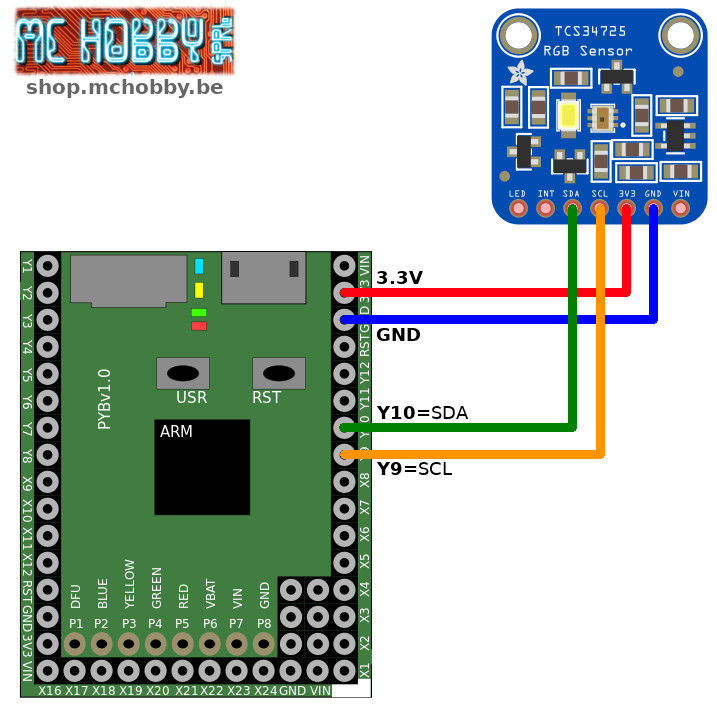 MC HOBBY SPRL
shop.mchobby.be
TCS34725
RGB Sensor
LED INT SDA SCL 3V3 GND VIN
Y1
Y2
Y3
Y4
Y5
Y6
Y7
Y8
X9
X10
X11
X12
RST
GND
3V3
VIN
VIN
RST
Y12
Y11
X8
X7
X6
X5
X4
X3
X2
X1
3.3V
GND
Y10=SDA
Y9=SCL
USR RST
PYBv1.0
ARM
DFU BLUE YELLOW GREEN RED VBAT VIN GND
P1 P2 P3 P4 P5 P6 P7 P8
X16 X17 X18 X19 X20 X21 X22 X23 X24 GND VIN